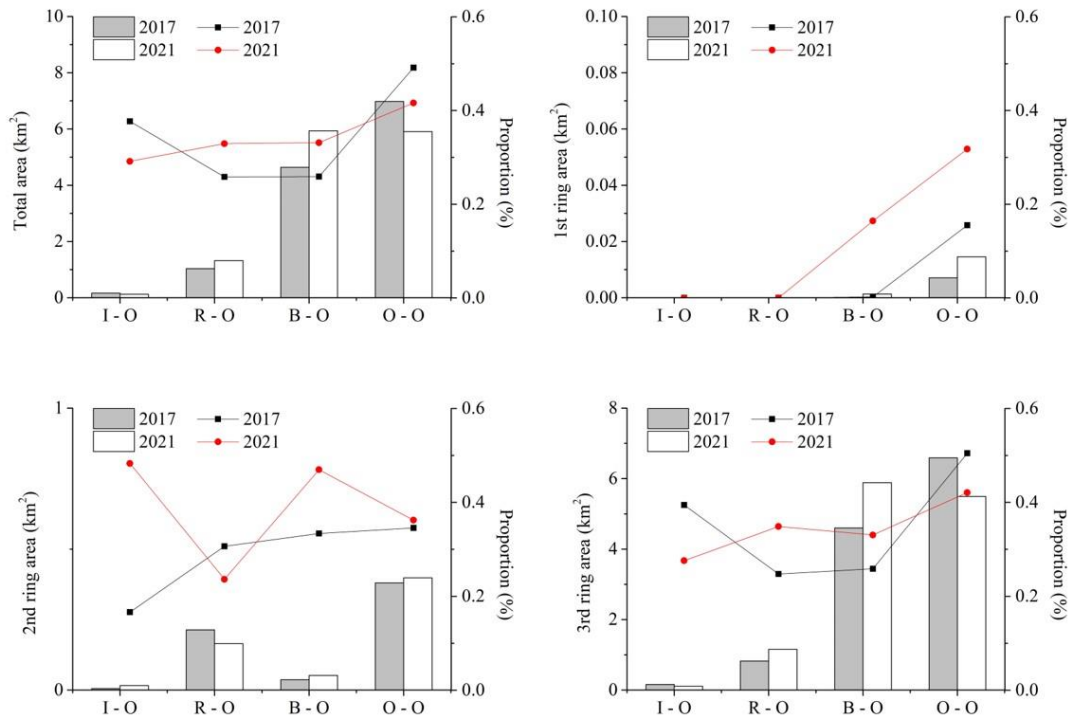 Total area (km²)
10
8
6
4
2
0
2017
2021
2017
2021
0.6
0.4
0.2
0.0
Proportion (%)
I - O
R - O
B - O
O - O
1st ring area (km²)
0.10
0.08
0.06
0.04
0.02
0.00
2017
2021
2017
2021
0.6
0.4
0.2
0.0
Proportion (%)
I - O
R - O
B - O
O - O
2nd ring area (km²)
1
0
2017
2021
2017
2021
0.6
0.4
0.2
0.0
Proportion (%)
I - O
R - O
B - O
O - O
3rd ring area (km²)
8
6
4
2
0
2017
2021
2017
2021
0.6
0.4
0.2
0.0
Proportion (%)
I - O
R - O
B - O
O - O